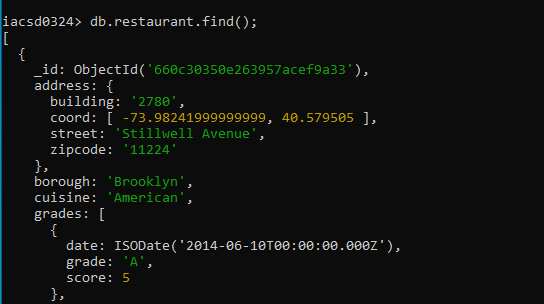 iacsd0324> db.restaurant.find();
[
  {
    _id: ObjectId('660c30350e263957acef9a33'),
    address: {
      building: '2780',
      coord: [ -73.98241999999999, 40.579505 ],
      street: 'Stillwell Avenue',
      zipcode: '11224'
    },
    borough: 'Brooklyn',
    cuisine: 'American',
    grades: [
      {
        date: ISODate('2014-06-10T00:00:00.000Z'),
        grade: 'A',
        score: 5
      },